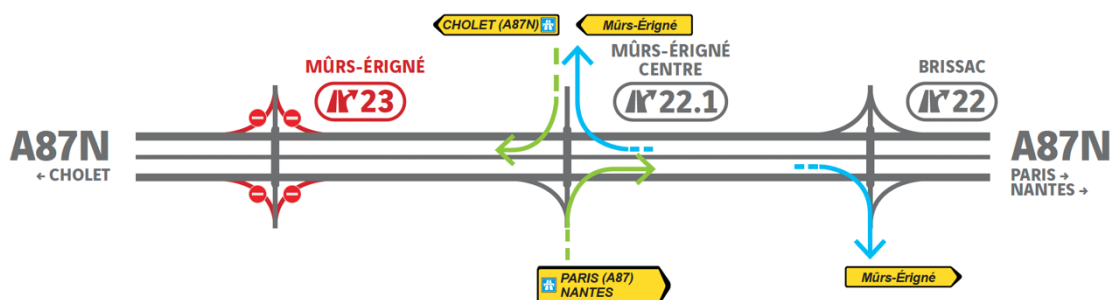 CHOLET (A87N)
Mûrs-Érigné
MÛRS-ÉRIGNÉ
23
MÛRS-ÉRIGNÉ
CENTRE
22.1
BRISSAC
22
A87N
← CHOLET
A87N
PARIS →
NANTES →
PARIS (A87)
NANTES
Mûrs-Érigné